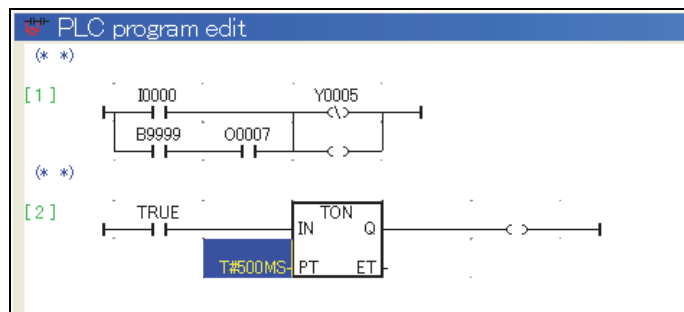 PLC program edit
(* *)
[1] I0000 Y0005
B9999 O0007
(* *)
[2] TRUE TON
IN Q
T#500MS PT ET